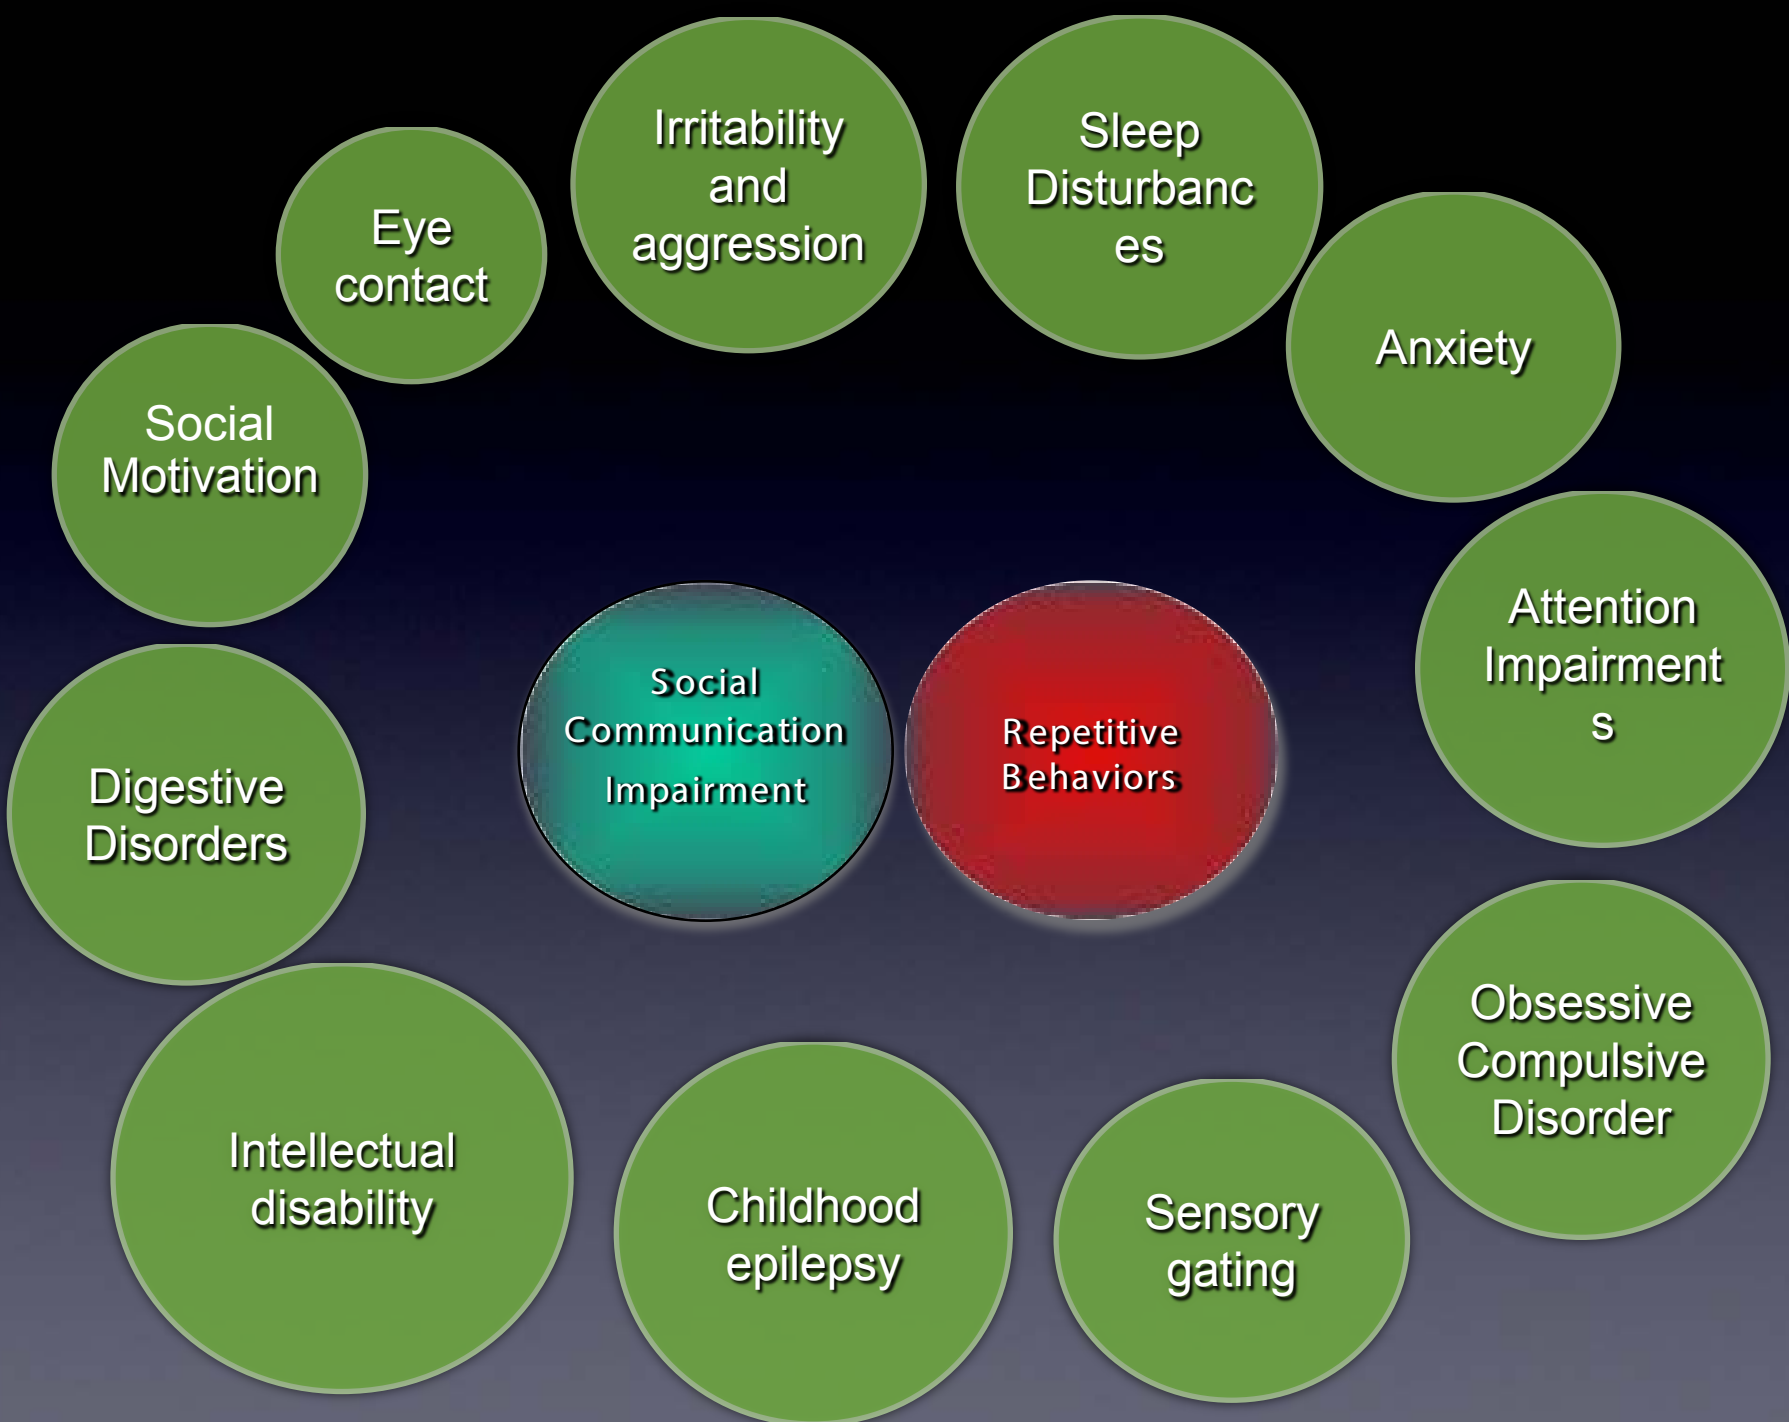 Irritability
and
aggression
Sleep
Disturbanc
es
Eye
contact
Anxiety
Social
Motivation
Attention
Impairment
s
Social
Communication
Impairment
Repetitive
Behaviors
Digestive
Disorders
Obsessive
Compulsive
Disorder
Intellectual
disability
Childhood
epilepsy
Sensory
gating